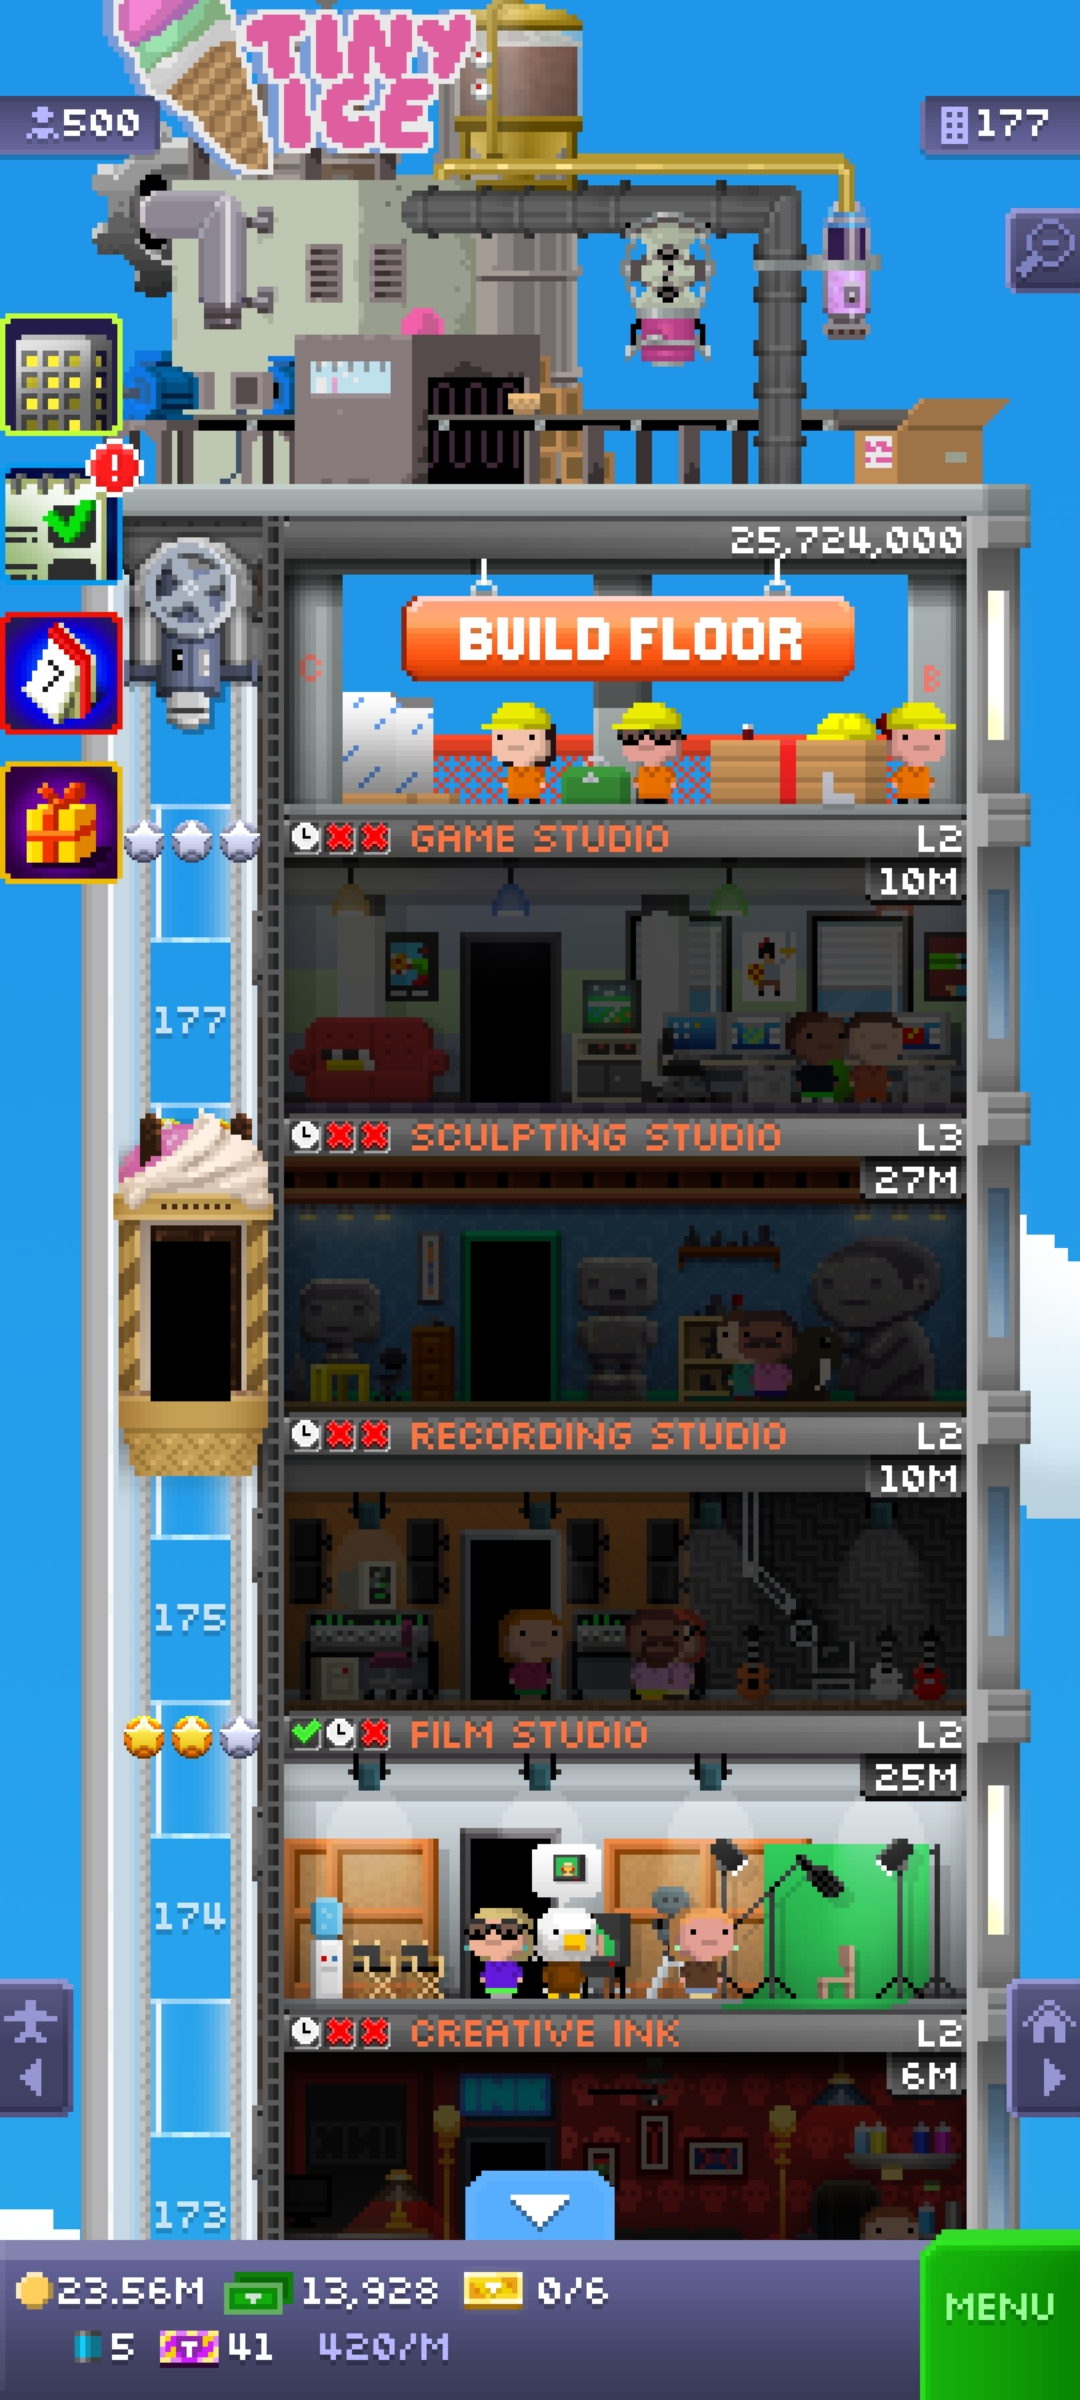 TINY
ICE
500
177
25,724,000
BUILD FLOOR
C
B
GAME STUDIO L2
10M
177
SCULPTING STUDIO L3
27M
RECORDING STUDIO L2
10M
175
FILM STUDIO L2
25M
174
CREATIVE INK L2
6M
INK
173
23.56M 13,928 0/6
MENU
5 T 41 420/M